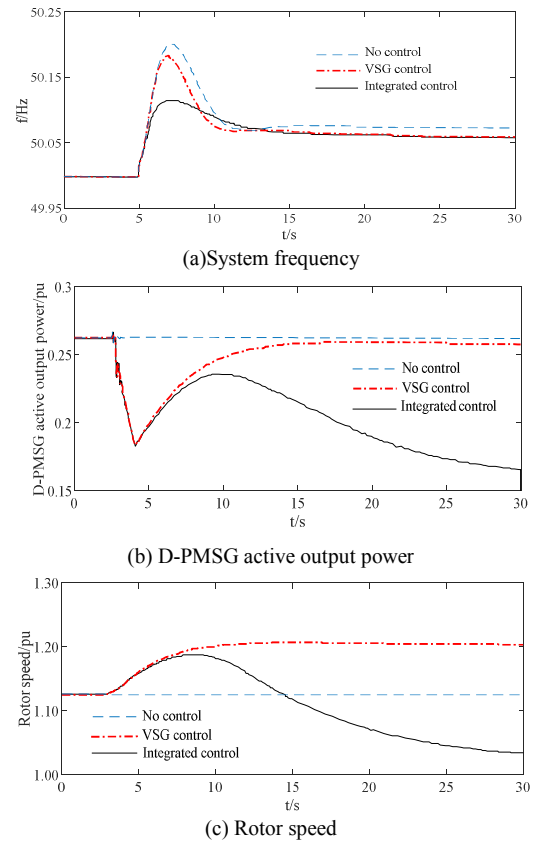 50.25
50.15
50.05
49.95
f/Hz
No control
VSG control
Integrated control
0
5
10
15
20
25
30
t/s
(a)System frequency
0.3
0.25
0.2
0.15
D-PMSG active output power/pu
No control
VSG control
Integrated control
0
5
10
15
20
25
30
t/s
(b) D-PMSG active output power
1.30
1.20
1.10
1.00
Rotor speed/pu
No control
VSG control
Integrated control
0
5
10
15
20
25
30
t/s
(c) Rotor speed